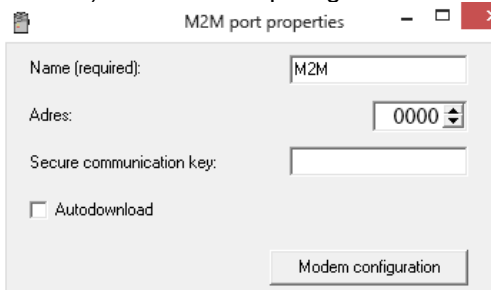 M2M port properties
Name (required): M2M
Adres: 0000
Secure communication key:
Autodownload
Modem configuration